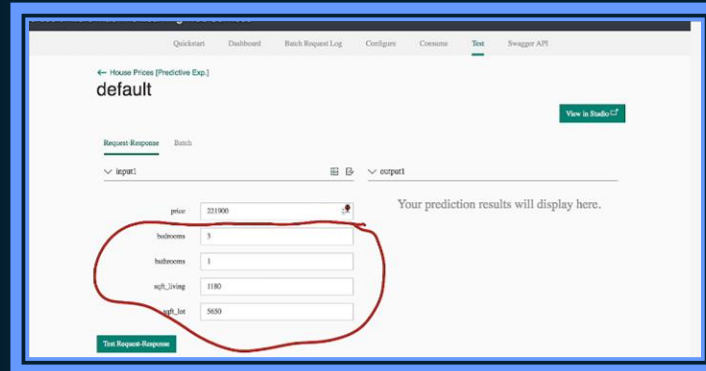 Quickstart Dashboard Batch Request Log Configure Consume Test Swagger API
← House Prices [Predictive Exp.]
default
View in Studio
Request-Response Batch
input1 output1
Your prediction results will display here.
price 221900
bedrooms 3
bathrooms 1
sqft_living 1180
sqft_lot 5650
Test Request-Response